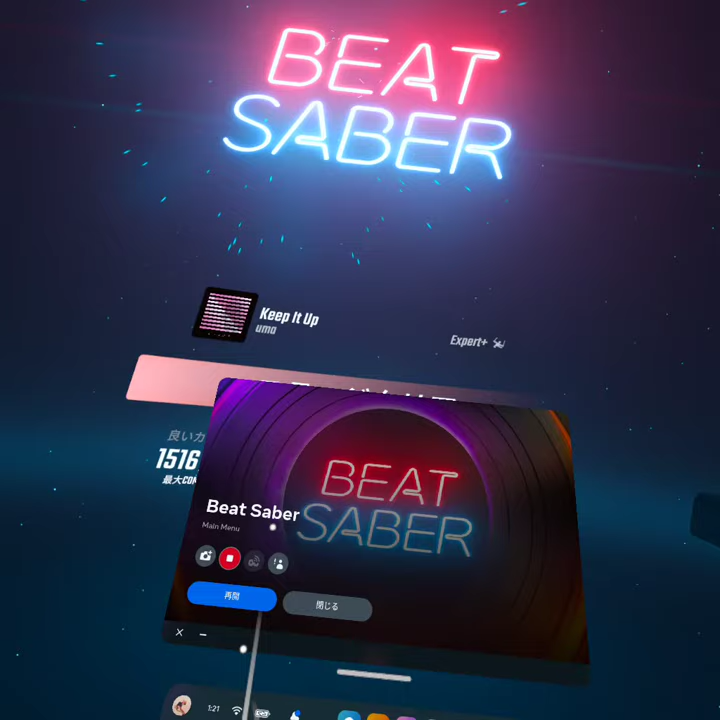 BEAT
SABER
Keep It Up
uma
Expert+
良いカ
1516
最大COM
BEAT
SABER
Beat Saber
Main Menu
再開
閉じる
1:21